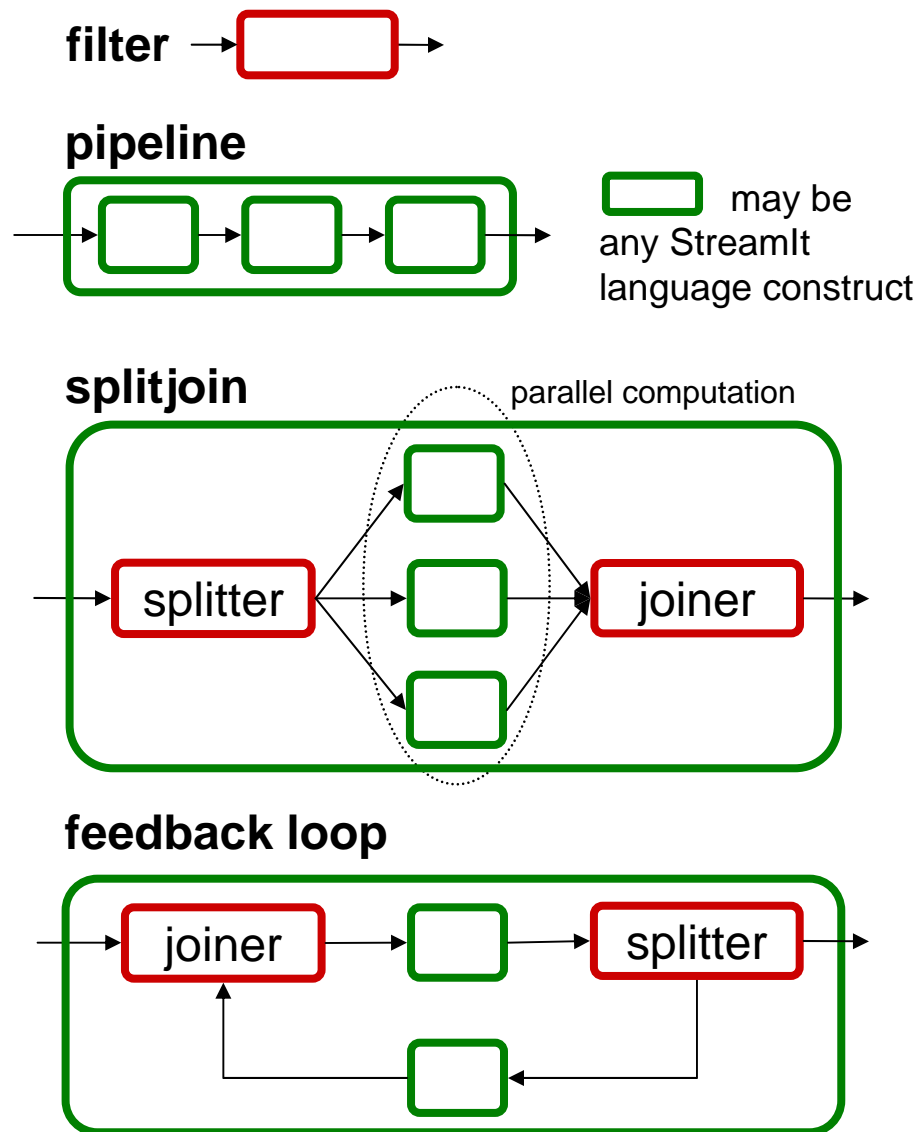 filter
pipeline
may be
any StreamIt
language construct
splitjoin
parallel computation
splitter
joiner
feedback loop
joiner
splitter